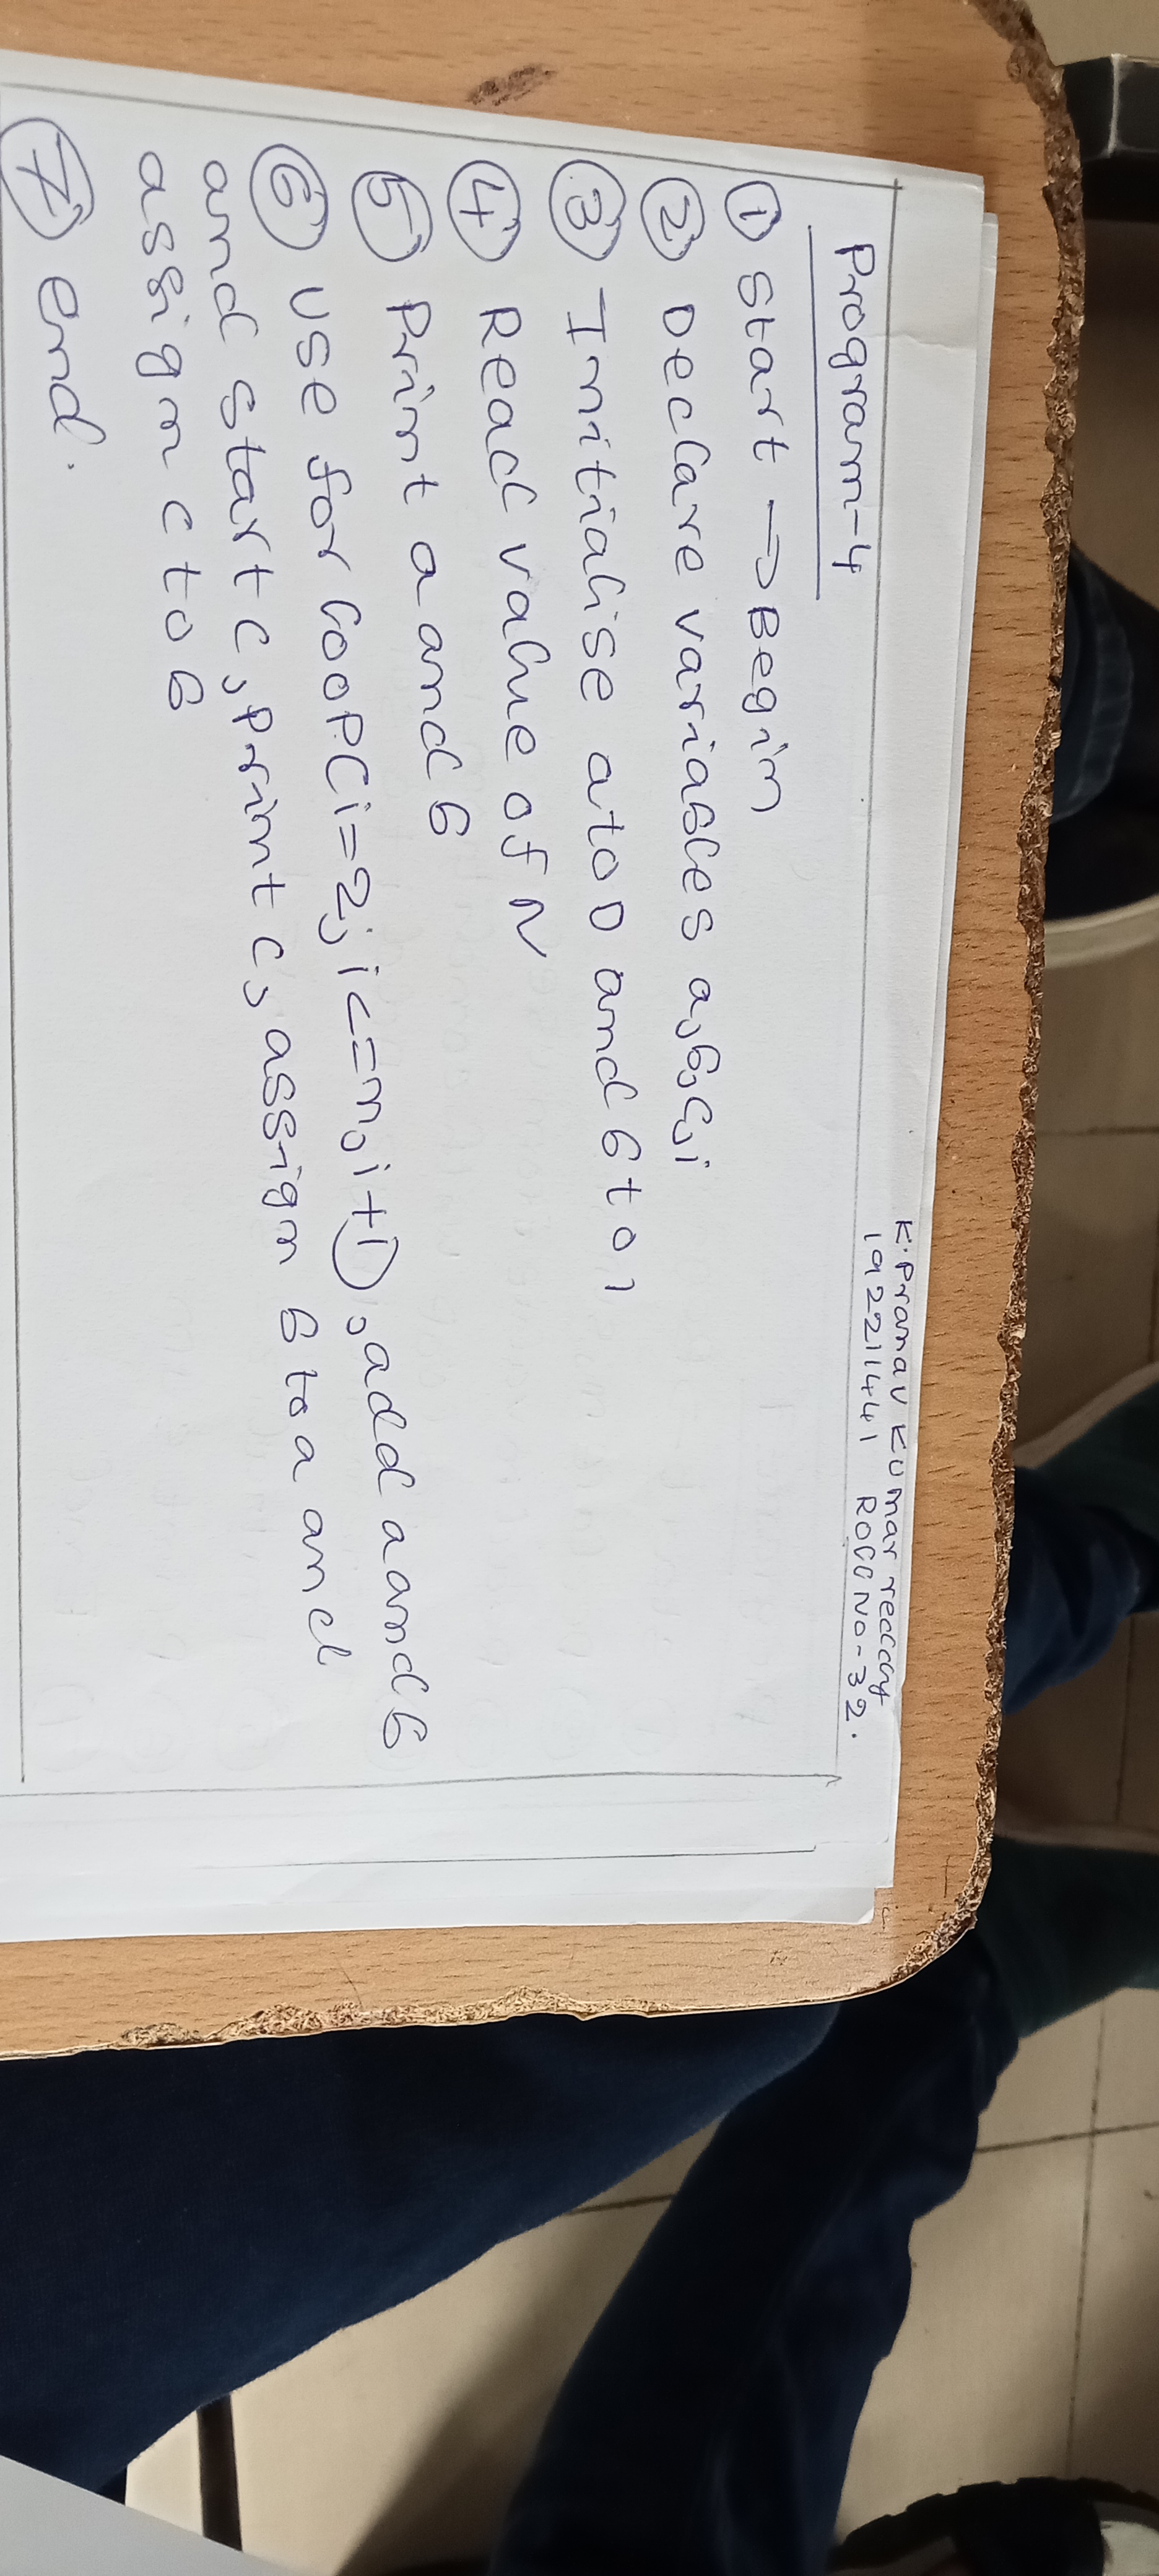 K. Pranav Kumar reddy
192211441 Roll No-32.
Program-4
① Start → Begin
② Declare variables a,b,c,i
③ Initialise a to 0 and b to 1
④ Read value of N
⑤ Print a and b
⑥ Use for loop(i=2; i<=n, i+1), add a and b
and start c, print c, assign b to a and
assign c to b
⑦ end.